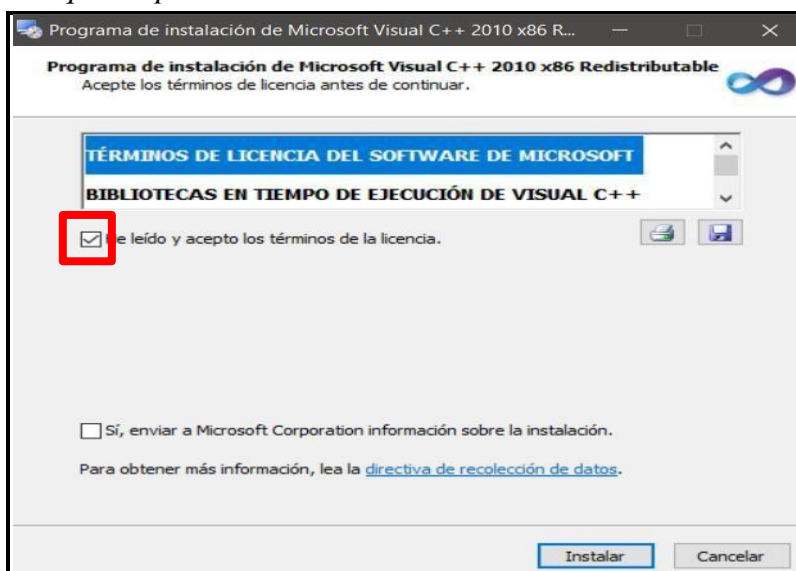 Programa de instalación de Microsoft Visual C++ 2010 x86 R...
Programa de instalación de Microsoft Visual C++ 2010 x86 Redistributable
Acepte los términos de licencia antes de continuar.
TÉRMINOS DE LICENCIA DEL SOFTWARE DE MICROSOFT
BIBLIOTECAS EN TIEMPO DE EJECUCIÓN DE VISUAL C++
He leído y acepto los términos de la licencia.
Sí, enviar a Microsoft Corporation información sobre la instalación.
Para obtener más información, lea la directiva de recolección de datos.
Instalar Cancelar